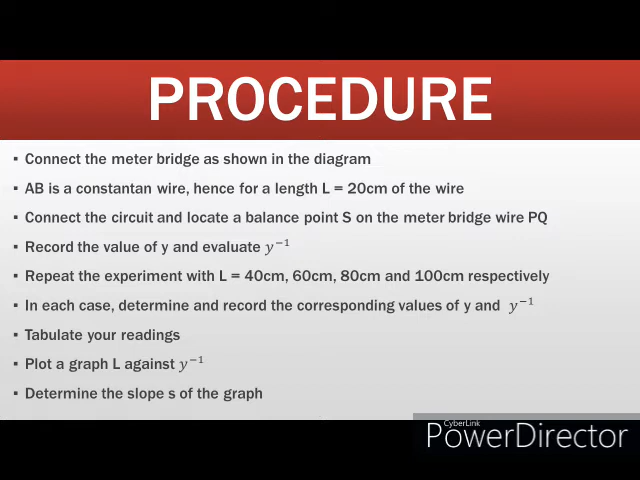 PROCEDURE
▪ Connect the meter bridge as shown in the diagram
▪ AB is a constantan wire, hence for a length L = 20cm of the wire
▪ Connect the circuit and locate a balance point S on the meter bridge wire PQ
▪ Record the value of y and evaluate y⁻¹
▪ Repeat the experiment with L = 40cm, 60cm, 80cm and 100cm respectively
▪ In each case, determine and record the corresponding values of y and y⁻¹
▪ Tabulate your readings
▪ Plot a graph L against y⁻¹
▪ Determine the slope s of the graph
CyberLink
PowerDirector